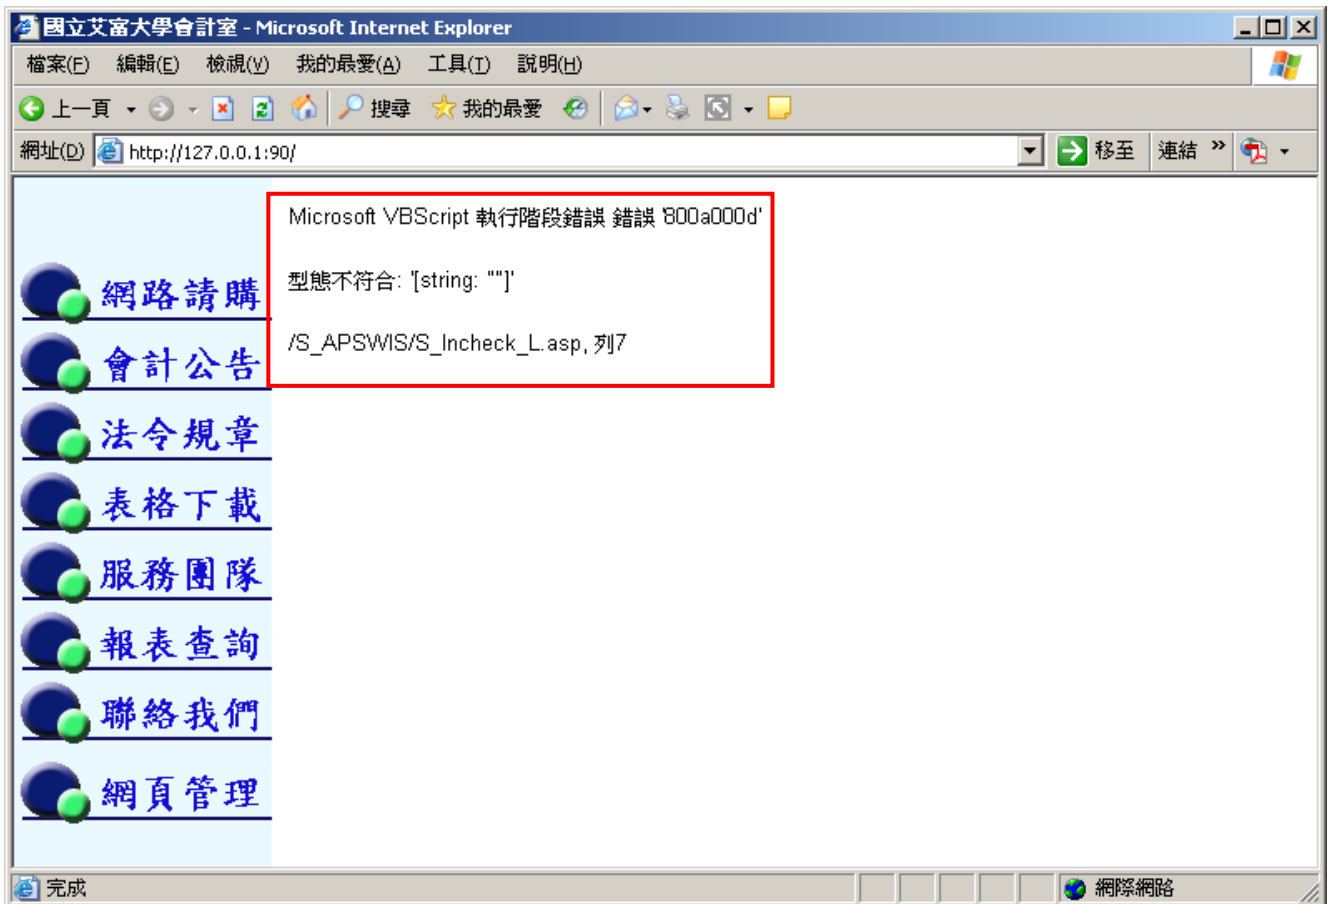 國立艾富大學會計室 - Microsoft Internet Explorer
檔案(F) 編輯(E) 檢視(V) 我的最愛(A) 工具(T) 說明(H)
上一頁 搜尋 我的最愛
網址(D) http://127.0.0.1:90/ 移至 連結 »
Microsoft VBScript 執行階段錯誤 錯誤 '800a000d'
型態不符合: '[string: ""]'
/S_APSWIS/S_Incheck_L.asp, 列7
網路請購
會計公告
法令規章
表格下載
服務團隊
報表查詢
聯絡我們
網頁管理
完成 網際網路